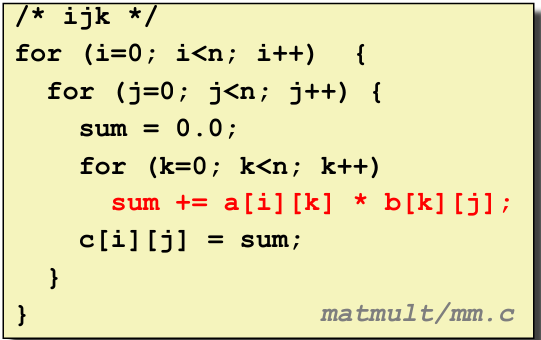 /* ijk */
for (i=0; i<n; i++)  {
  for (j=0; j<n; j++) {
    sum = 0.0;
    for (k=0; k<n; k++)
      sum += a[i][k] * b[k][j];
    c[i][j] = sum;
  }
}
matmult/mm.c